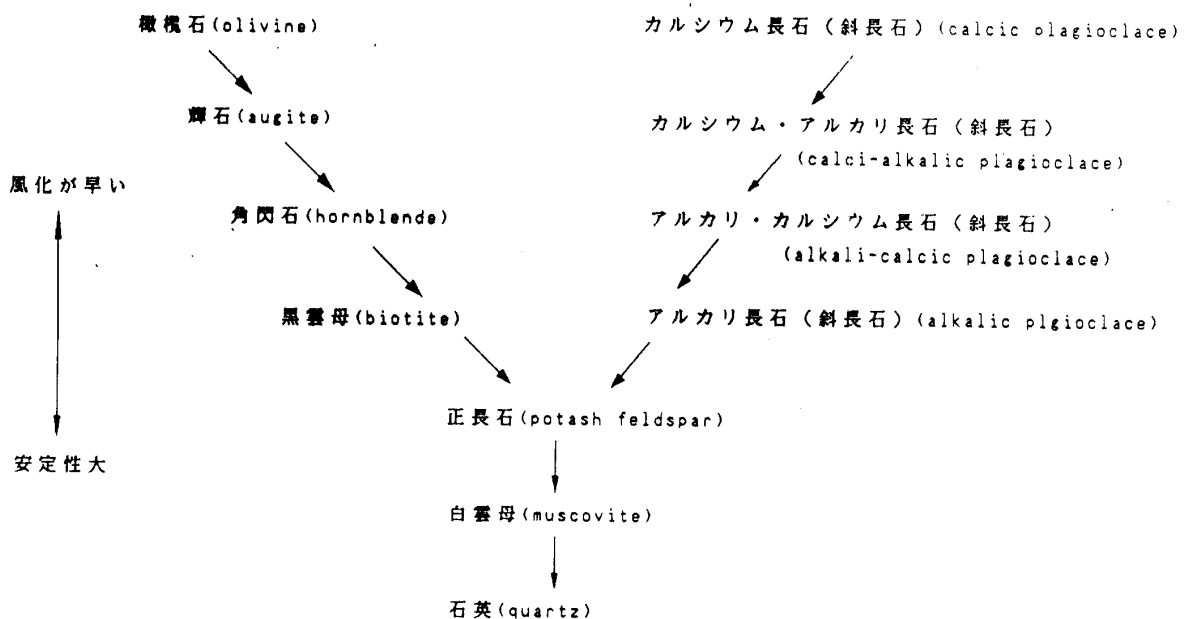 橄欖石(olivine)
カルシウム長石(斜長石)(calcic olagioclace)
輝石(augite)
カルシウム・アルカリ長石(斜長石)
(calci-alkalic plagioclace)
風化が早い
角閃石(hornblende)
アルカリ・カルシウム長石(斜長石)
(alkali-calcic plagioclace)
黒雲母(biotite)
アルカリ長石(斜長石)(alkalic plgioclace)
正長石(potash feldspar)
安定性大
白雲母(muscovite)
石英(quartz)